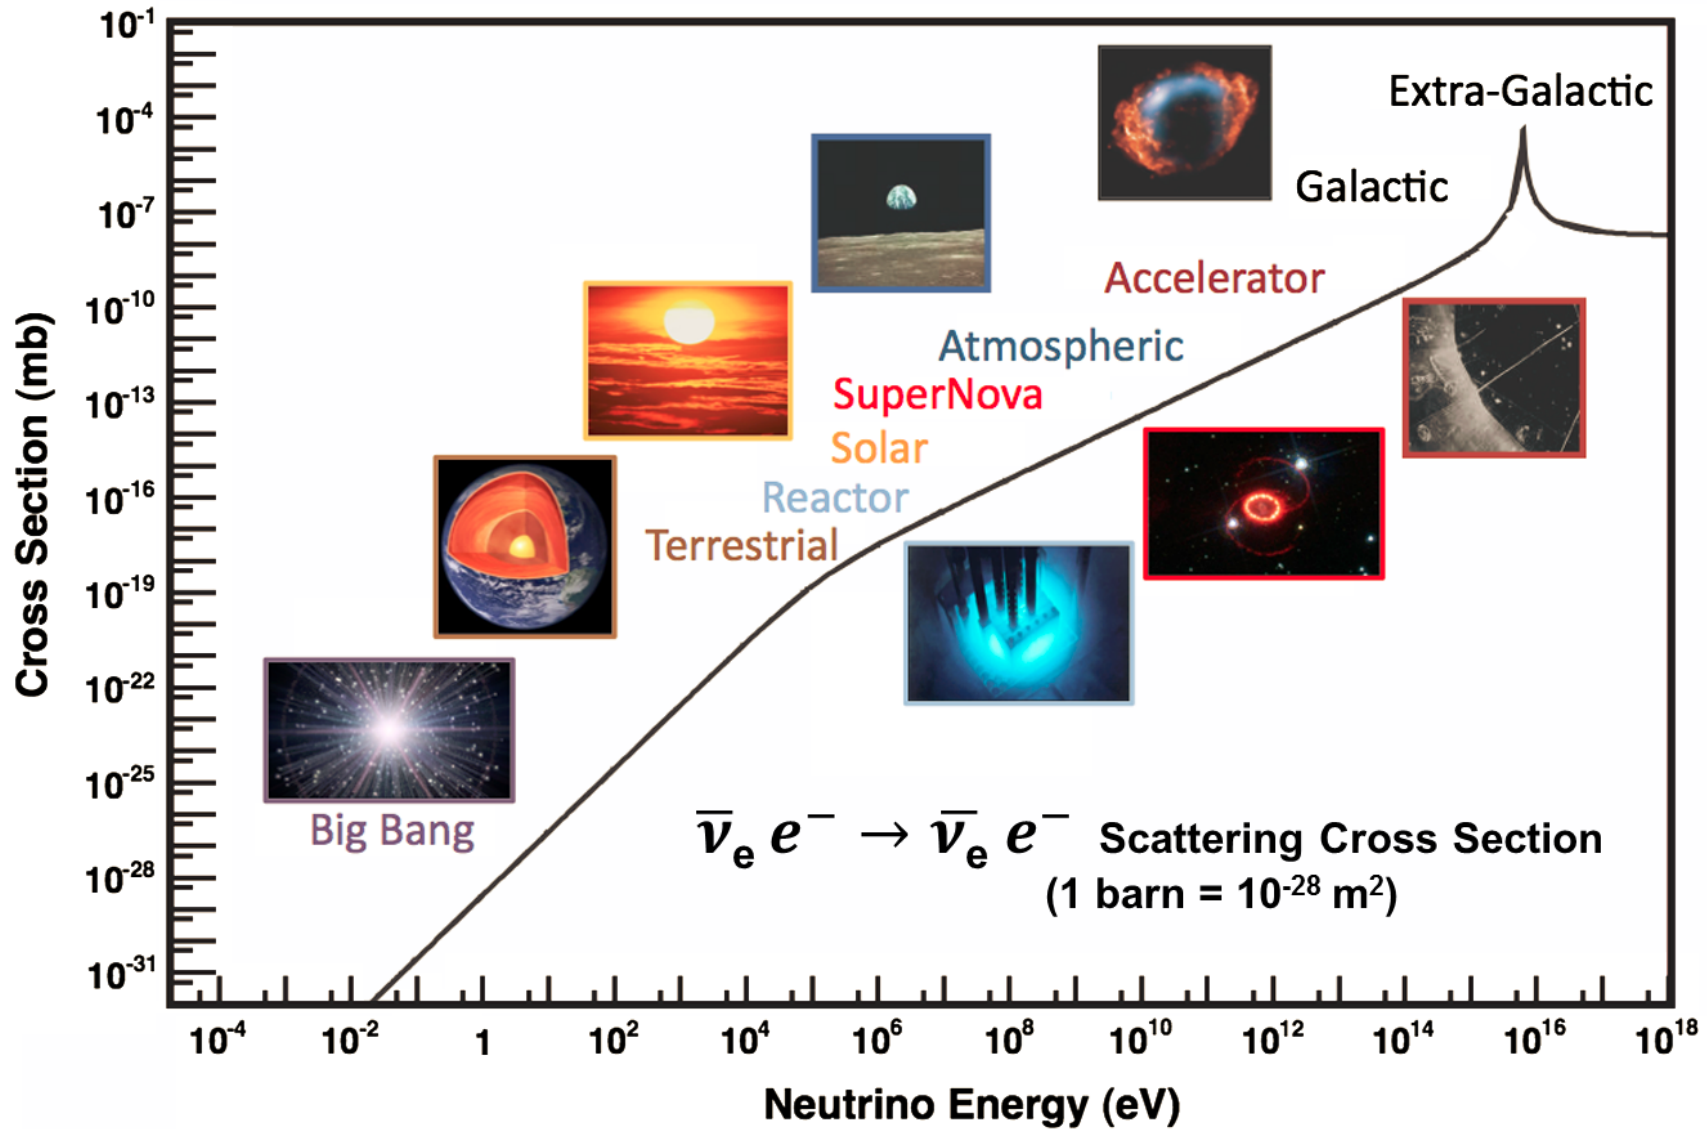 10⁻¹
10⁻⁴
10⁻⁷
10⁻¹⁰
10⁻¹³
10⁻¹⁶
10⁻¹⁹
10⁻²²
10⁻²⁵
10⁻²⁸
10⁻³¹
Cross Section (mb)
Extra-Galactic
Galactic
Accelerator
Atmospheric
SuperNova
Solar
Reactor
Terrestrial
Big Bang
ν̅ₑ e⁻ → ν̅ₑ e⁻ Scattering Cross Section
(1 barn = 10⁻²⁸ m²)
10⁻⁴ 10⁻² 1 10² 10⁴ 10⁶ 10⁸ 10¹⁰ 10¹² 10¹⁴ 10¹⁶ 10¹⁸
Neutrino Energy (eV)